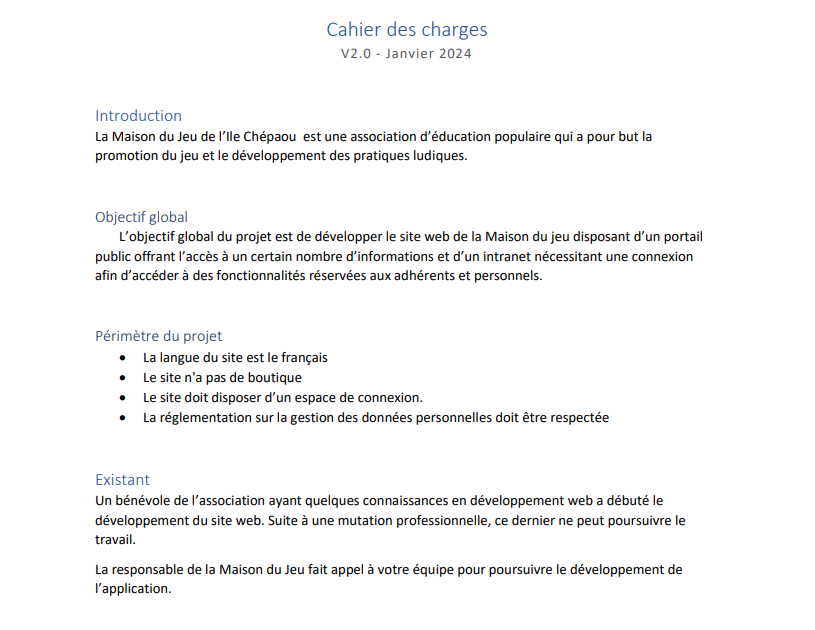 Cahier des charges
V2.0 - Janvier 2024
Introduction
La Maison du Jeu de l’Ile Chépaou  est une association d’éducation populaire qui a pour but la
promotion du jeu et le développement des pratiques ludiques.
Objectif global
L’objectif global du projet est de développer le site web de la Maison du jeu disposant d’un portail
public offrant l’accès à un certain nombre d’informations et d’un intranet nécessitant une connexion
afin d’accéder à des fonctionnalités réservées aux adhérents et personnels.
Périmètre du projet
• La langue du site est le français
• Le site n'a pas de boutique
• Le site doit disposer d’un espace de connexion.
• La réglementation sur la gestion des données personnelles doit être respectée
Existant
Un bénévole de l’association ayant quelques connaissances en développement web a débuté le
développement du site web. Suite à une mutation professionnelle, ce dernier ne peut poursuivre le
travail.
La responsable de la Maison du Jeu fait appel à votre équipe pour poursuivre le développement de
l’application.